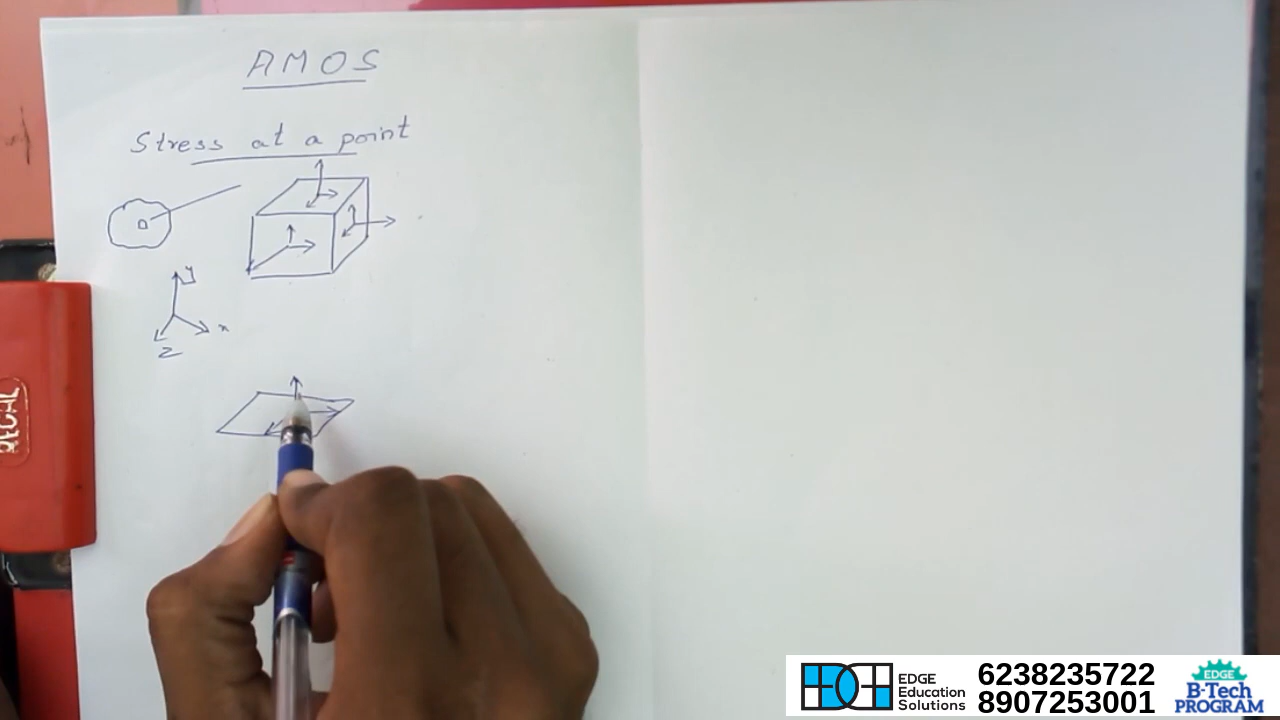 AMOS
Stress at a point
y
x
z
EDGE
Education
Solutions
6238235722
8907253001
EDGE
B-Tech
PROGRAM